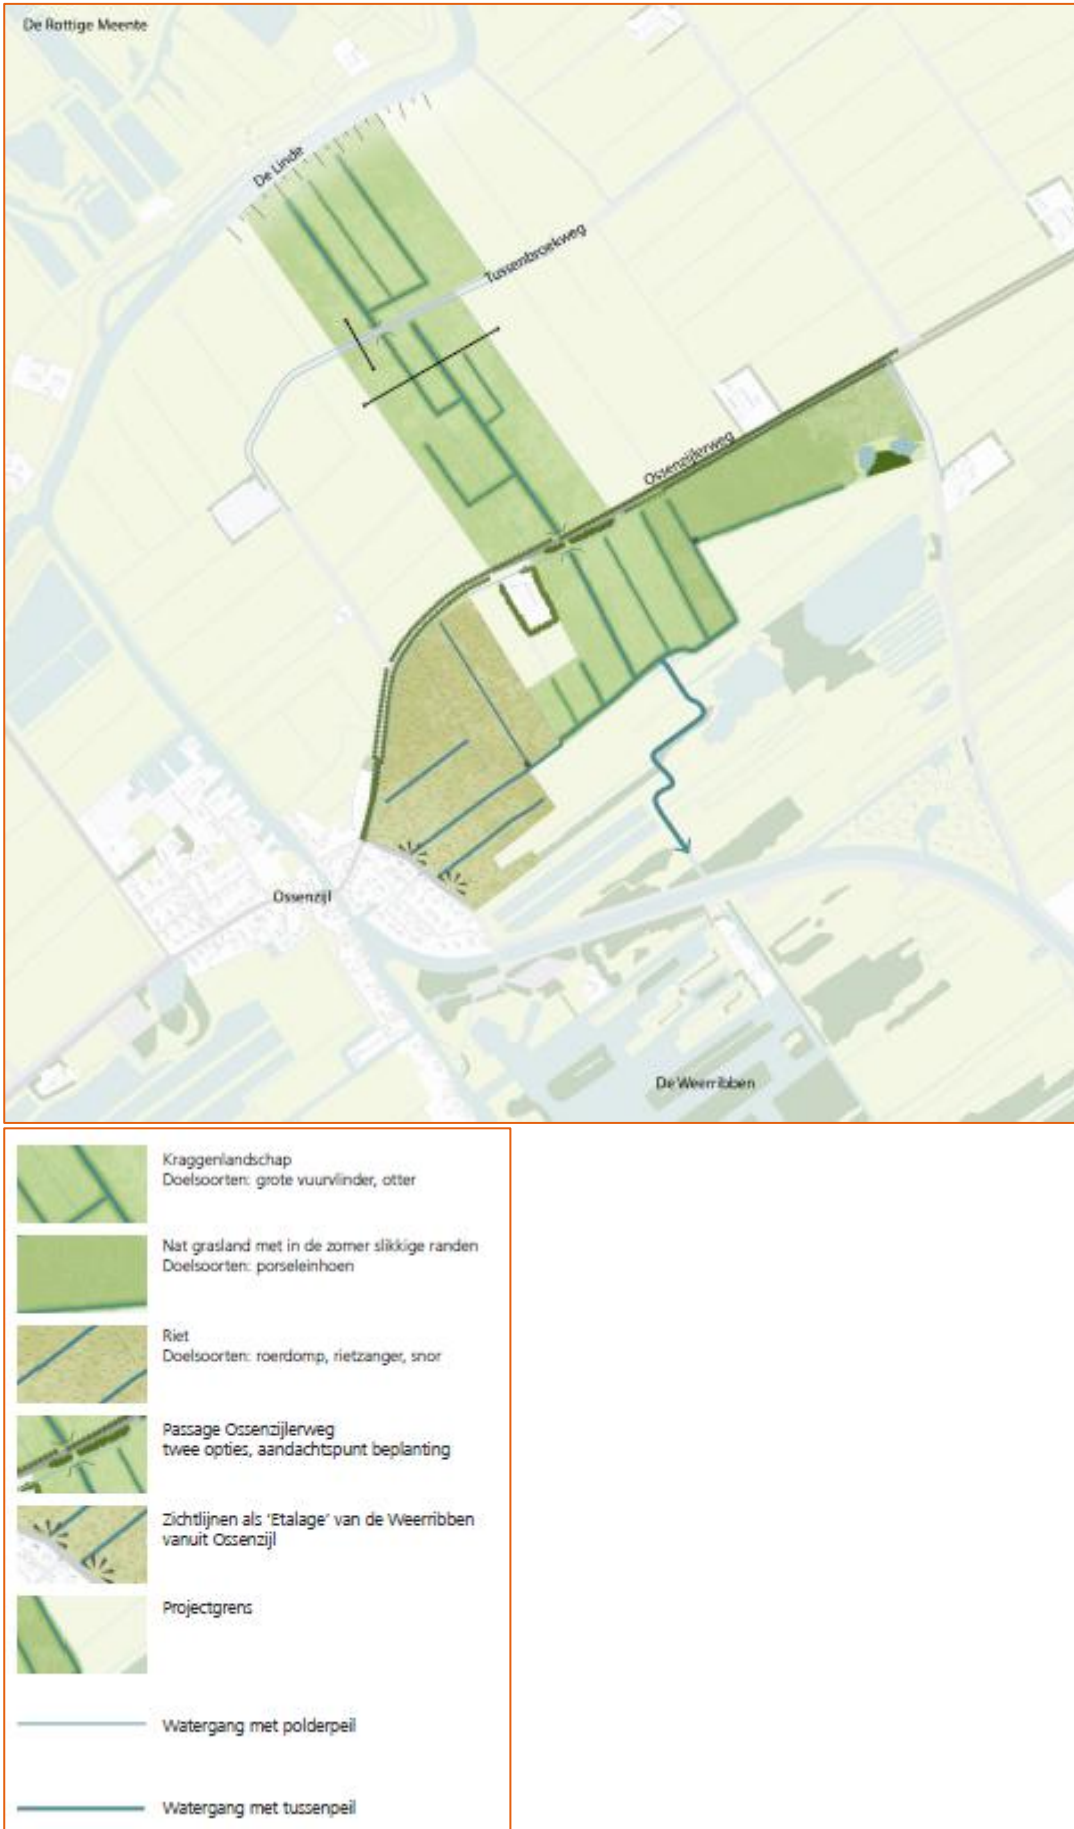 De Rottige Meente
De Linde
Tussenbroekweg
Ossenzijlerweg
Ossenzijl
De Weerribben
Kraggenlandschap
Doelsoorten: grote vuurvlinder, otter
Nat grasland met in de zomer slikkige randen
Doelsoorten: porseleinhoen
Riet
Doelsoorten: roerdomp, rietzanger, snor
Passage Ossenzijlerweg
twee opties, aandachtspunt beplanting
Zichtlijnen als 'Etalage' van de Weerribben
vanuit Ossenzijl
Projectgrens
Watergang met polderpeil
Watergang met tussenpeil